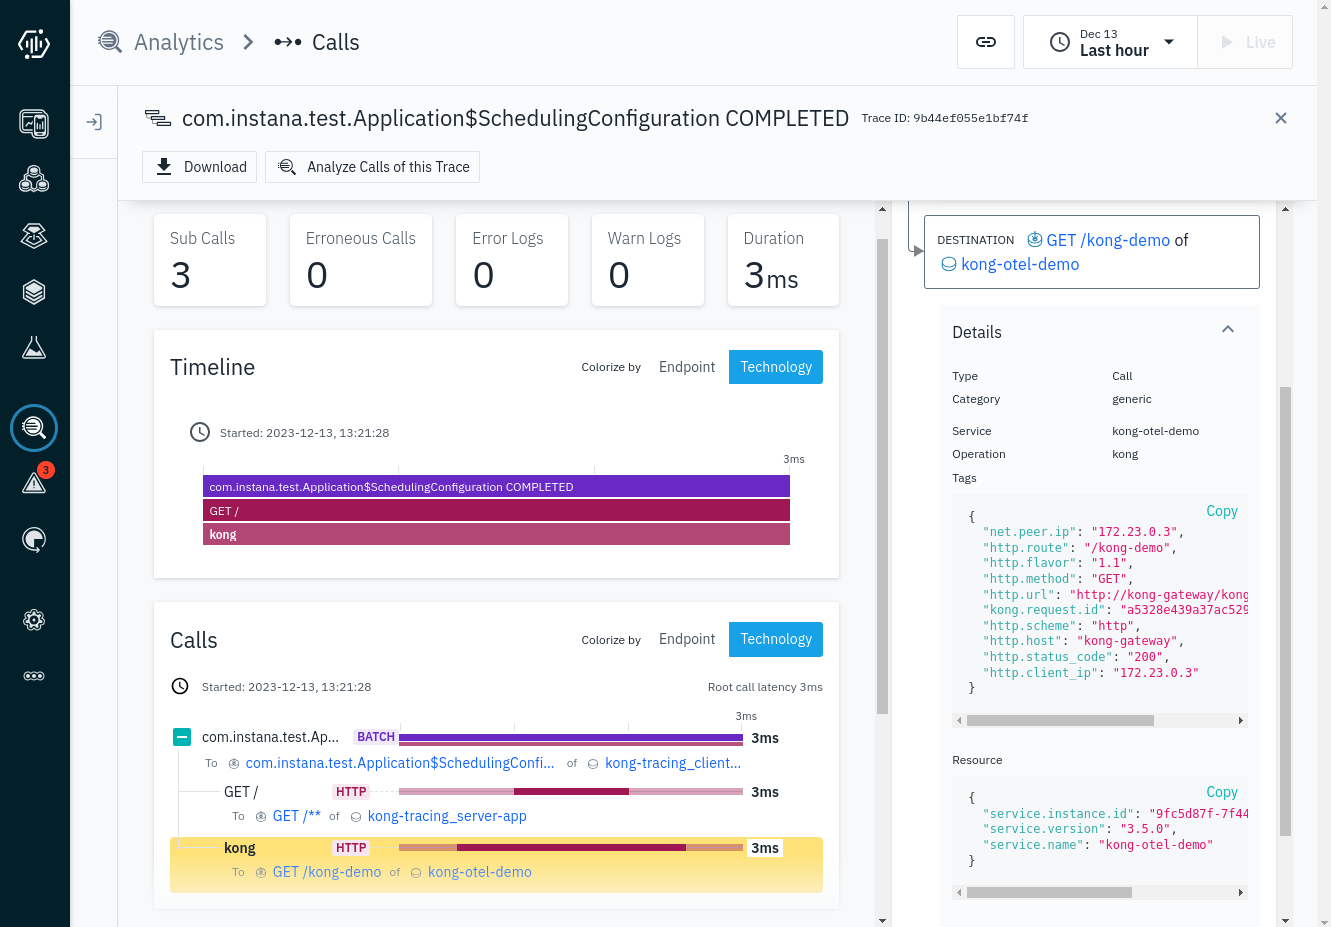 Analytics > Calls
Dec 13
Last hour
Live
com.instana.test.Application$SchedulingConfiguration COMPLETED Trace ID: 9b44ef055e1bf74f
Download
Analyze Calls of this Trace
3
Sub Calls
3
Erroneous Calls
0
Error Logs
0
Warn Logs
0
Duration
3ms
Timeline
Colorize by Endpoint Technology
Started: 2023-12-13, 13:21:28
3ms
com.instana.test.Application$SchedulingConfiguration COMPLETED
GET /
kong
Calls
Colorize by Endpoint Technology
Started: 2023-12-13, 13:21:28
Root call latency 3ms
3ms
com.instana.test.Ap... BATCH 3ms
To com.instana.test.Application$SchedulingConfi... of kong-tracing_client...
GET / HTTP 3ms
To GET /** of kong-tracing_server-app
kong HTTP 3ms
To GET /kong-demo of kong-otel-demo
DESTINATION GET /kong-demo of
kong-otel-demo
Details
Type Call
Category generic
Service kong-otel-demo
Operation kong
Tags
Copy
{
"net.peer.ip": "172.23.0.3",
"http.route": "/kong-demo",
"http.flavor": "1.1",
"http.method": "GET",
"http.url": "http://kong-gateway/kong
"kong.request.id": "a5328e439a37ac529
"http.scheme": "http",
"http.host": "kong-gateway",
"http.status_code": "200",
"http.client_ip": "172.23.0.3"
}
Resource
Copy
{
"service.instance.id": "9fc5d87f-7f44
"service.version": "3.5.0",
"service.name": "kong-otel-demo"
}